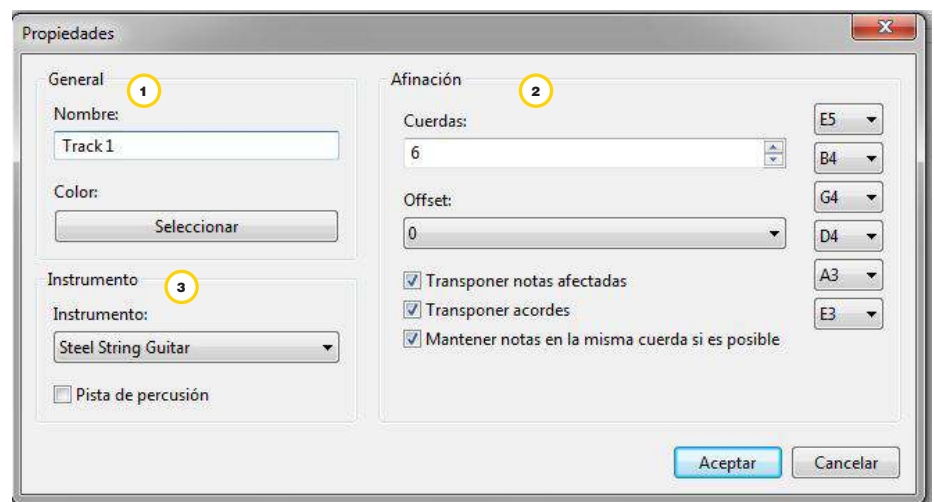 Propiedades
General
1
Nombre:
Track 1
Color:
Seleccionar
Instrumento
3
Instrumento:
Steel String Guitar
Pista de percusión
Afinación
2
Cuerdas:
6
Offset:
0
Transponer notas afectadas
Transponer acordes
Mantener notas en la misma cuerda si es posible
E5
B4
G4
D4
A3
E3
Aceptar
Cancelar